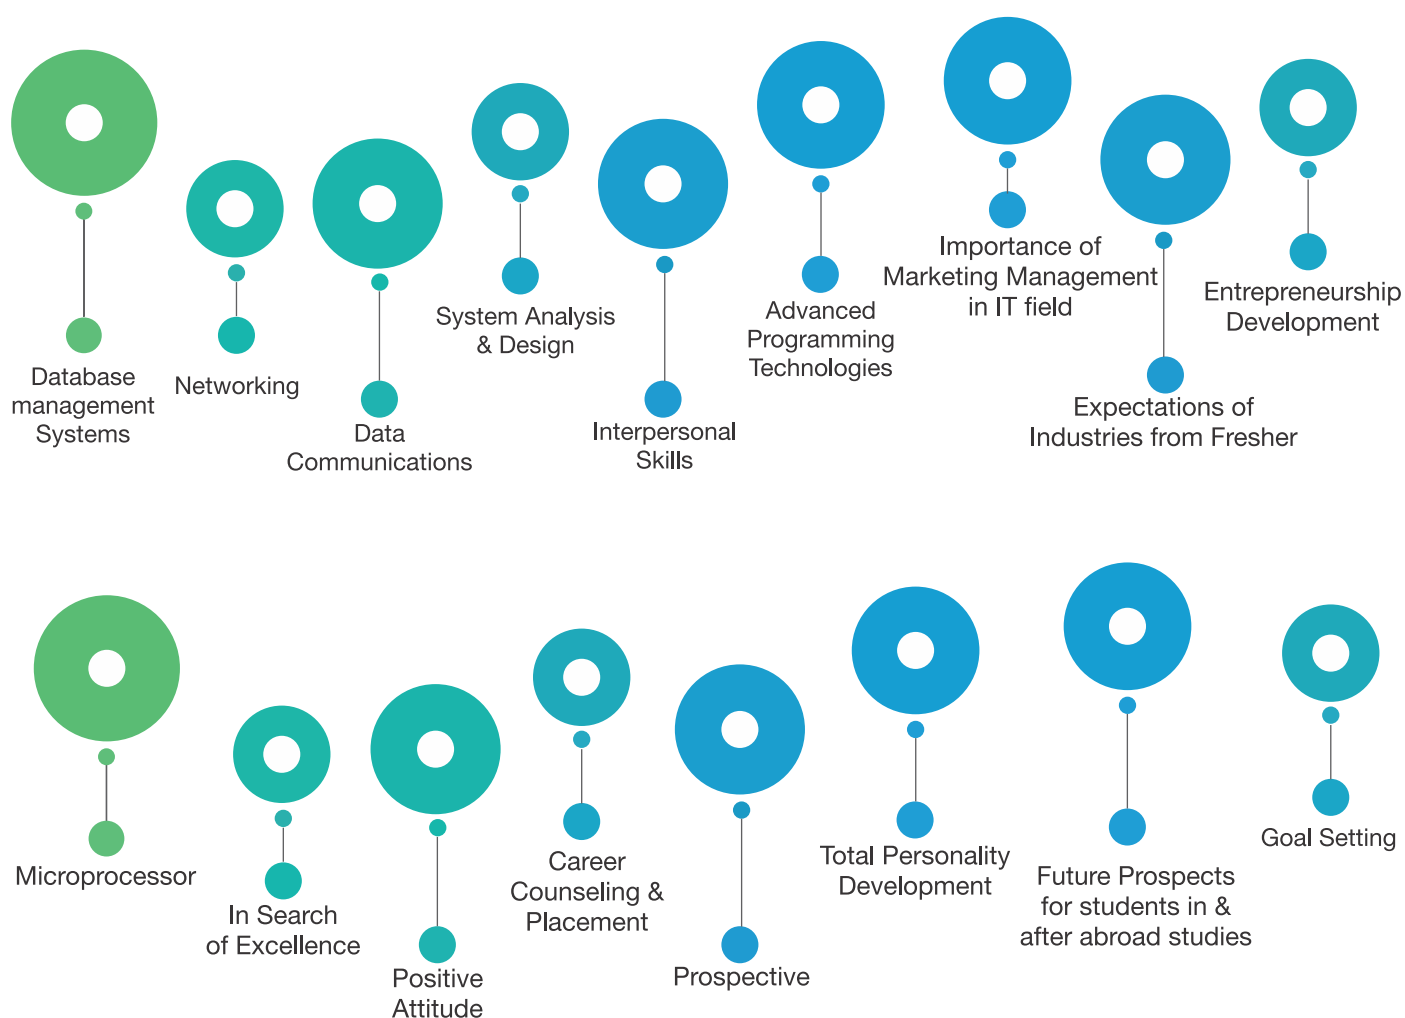 Database
management
Systems
Networking
Data
Communications
System Analysis
& Design
Interpersonal
Skills
Advanced
Programming
Technologies
Importance of
Marketing Management
in IT field
Expectations of
Industries from Fresher
Entrepreneurship
Development
Microprocessor
In Search
of Excellence
Positive
Attitude
Career
Counseling &
Placement
Prospective
Total Personality
Development
Future Prospects
for students in &
after abroad studies
Goal Setting